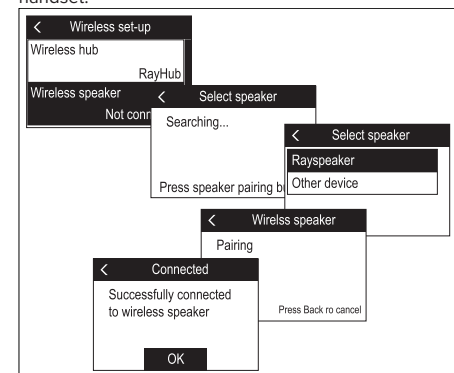 handset.
< Wireless set-up
Wireless hub
RayHub
Wireless speaker
Not conn
< Select speaker
Searching...
Press speaker pairing b
< Select speaker
Rayspeaker
Other device
< Wirelss speaker
Pairing
Press Back ro cancel
< Connected
Successfully connected
to wireless speaker
OK